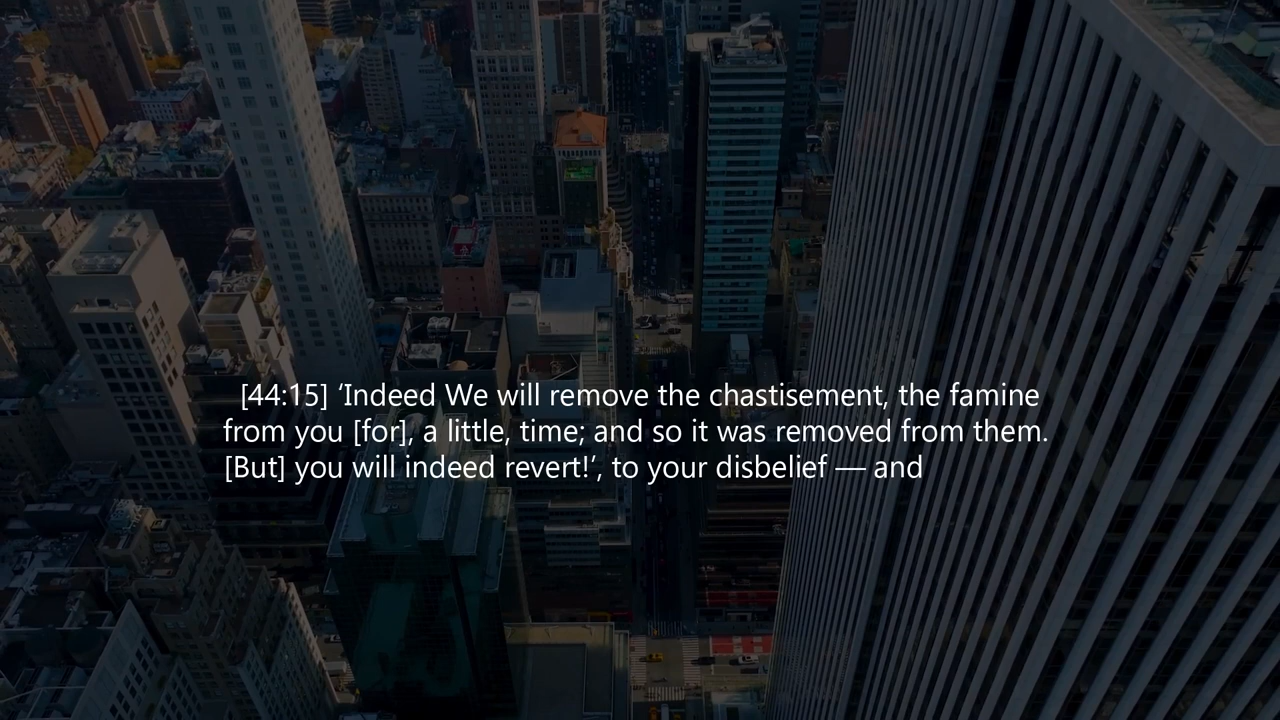 [44:15] ‘Indeed We will remove the chastisement, the famine
from you [for], a little, time; and so it was removed from them.
[But] you will indeed revert!’, to your disbelief — and